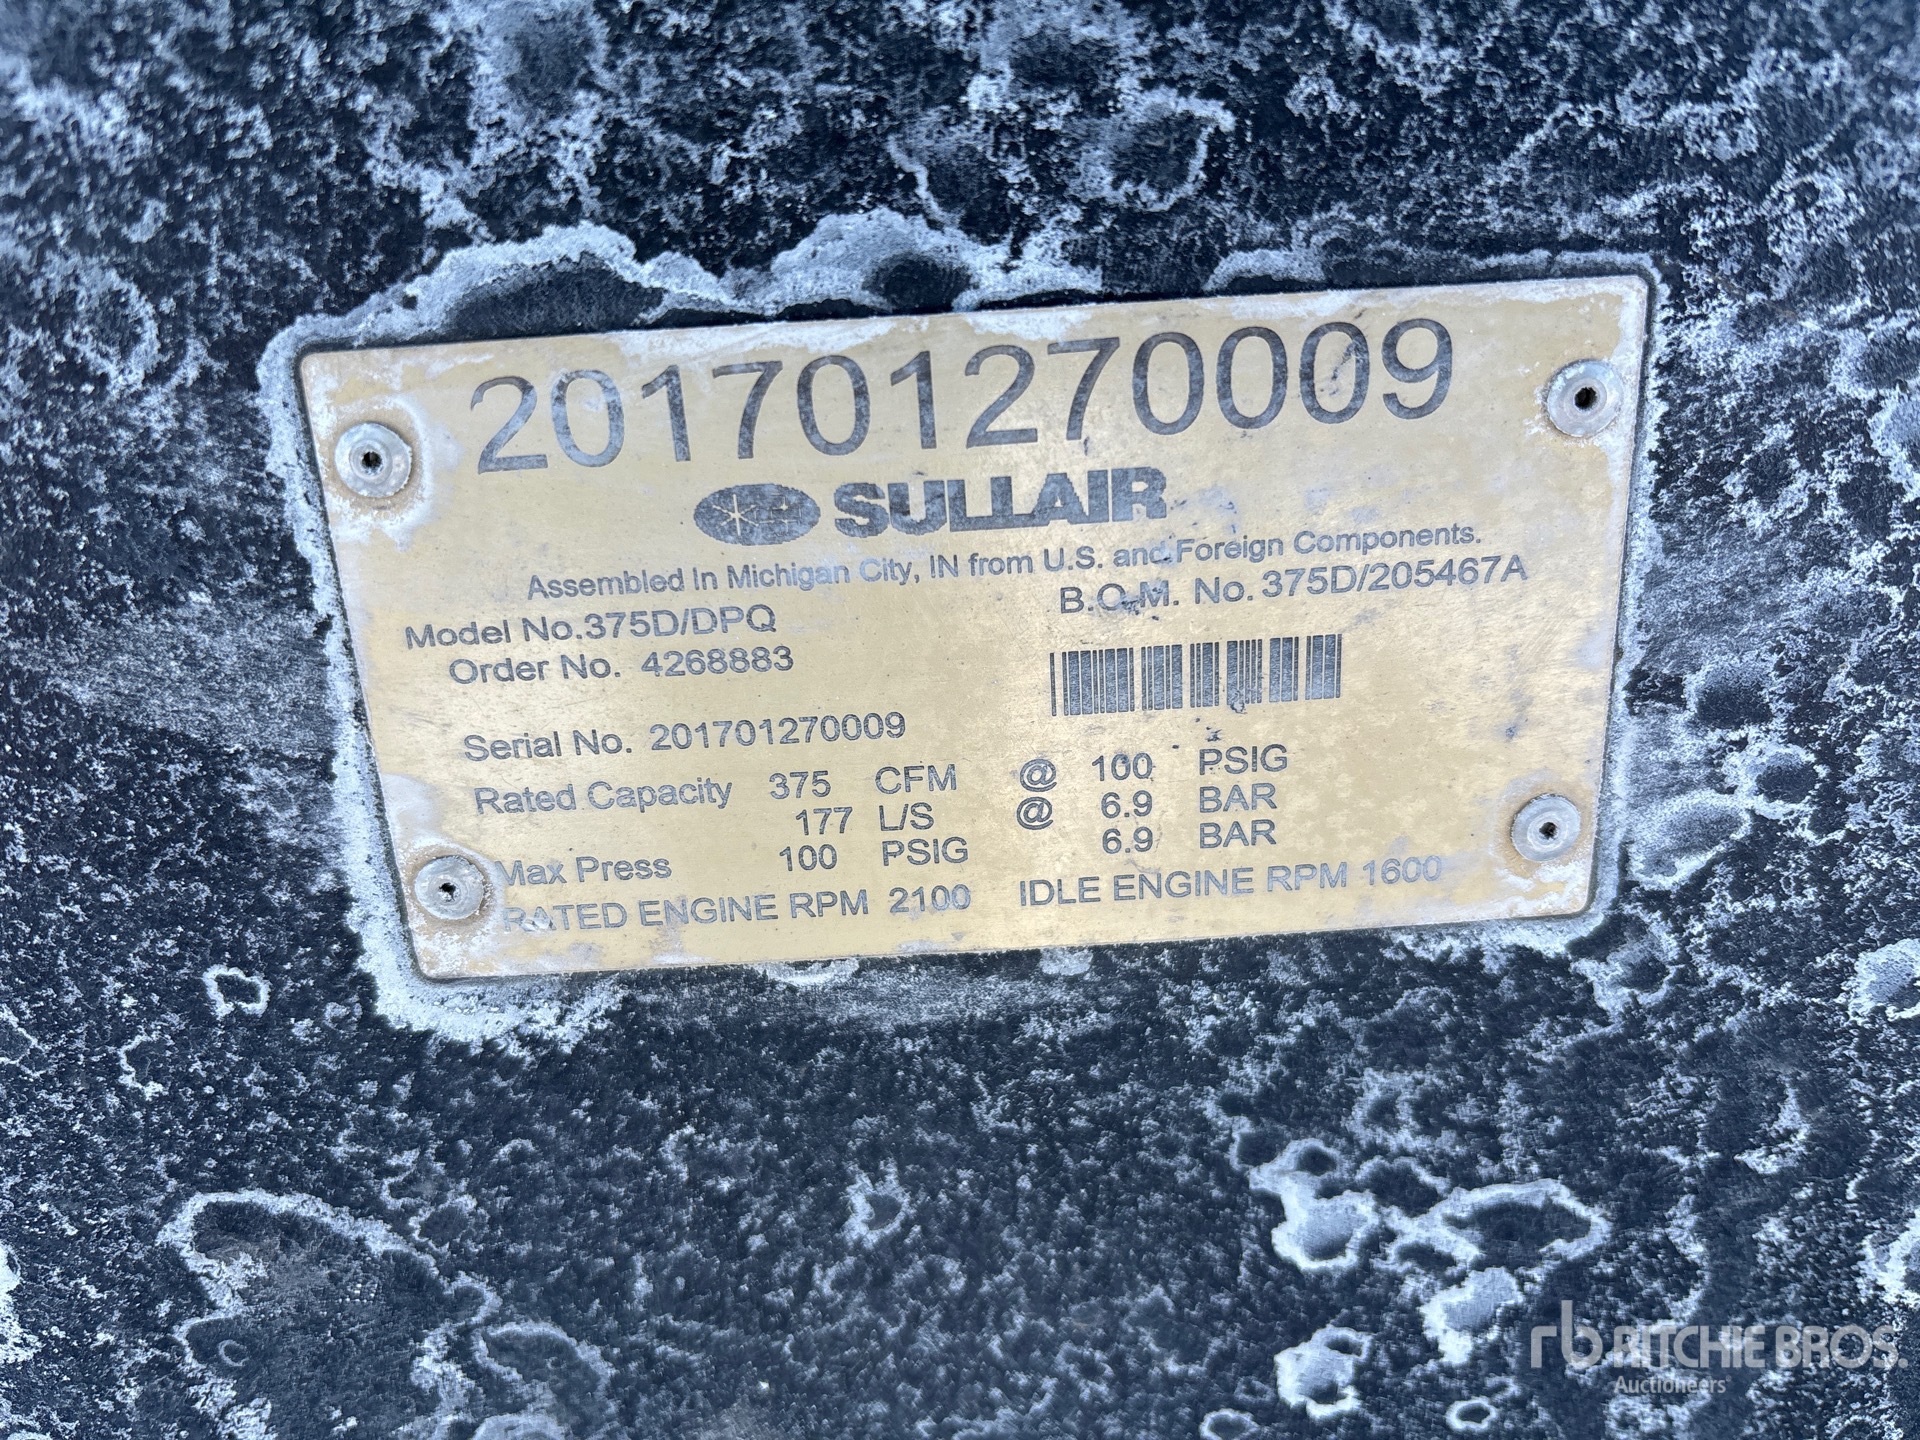 201701270009
SULLAIR
Assembled In Michigan City, IN from U.S. and Foreign Components.
Model No.375D/DPQ B.O.M. No.375D/205467A
Order No. 4268883
Serial No. 201701270009
Rated Capacity 375 CFM @ 100 PSIG
177 L/S @ 6.9 BAR
Max Press 100 PSIG 6.9 BAR
RATED ENGINE RPM 2100 IDLE ENGINE RPM 1600
rb RITCHIE BROS.
Auctioneers